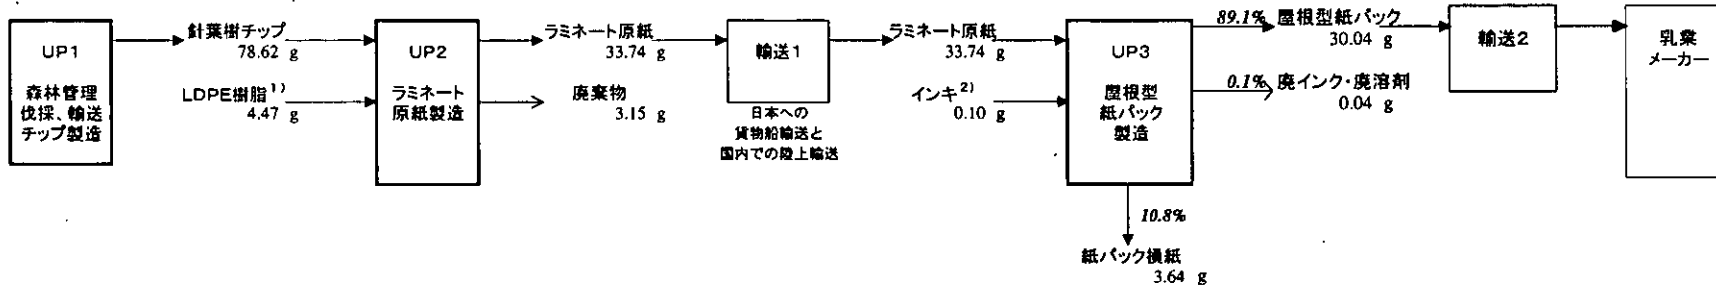 UP1
森林管理
伐採、輸送
チップ製造
針葉樹チップ
78.62 g
LDPE樹脂1)
4.47 g
UP2
ラミネート
原紙製造
ラミネート原紙
33.74 g
廃棄物
3.15 g
輸送1
日本への
貨物船輸送と
国内での陸上輸送
ラミネート原紙
33.74 g
インキ2)
0.10 g
UP3
屋根型
紙パック
製造
89.1% 屋根型紙パック
30.04 g
0.1% 廃インク・廃溶剤
0.04 g
10.8%
紙パック損紙
3.64 g
輸送2
乳業
メーカー